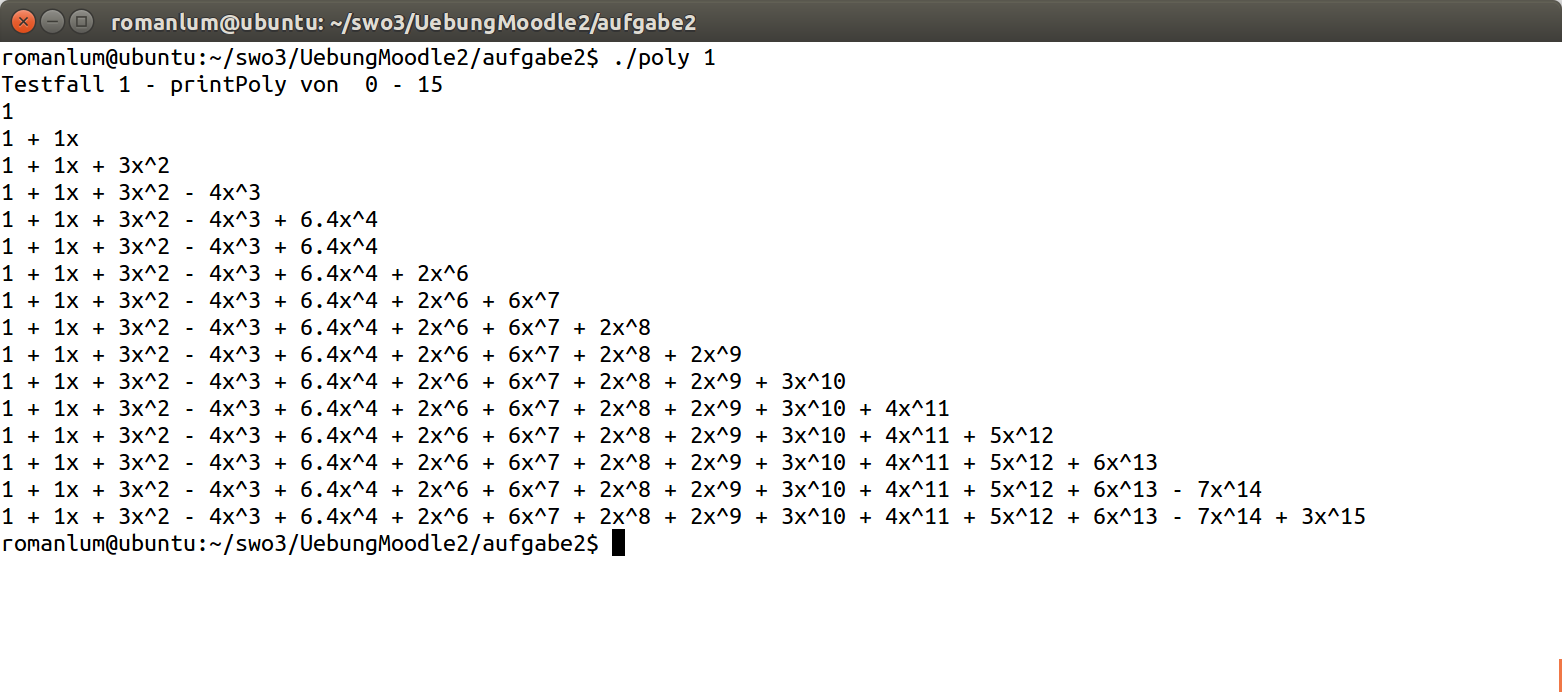 romanlum@ubuntu: ~/swo3/UebungMoodle2/aufgabe2
romanlum@ubuntu:~/swo3/UebungMoodle2/aufgabe2$ ./poly 1
Testfall 1 - printPoly von  0 - 15
1
1 + 1x
1 + 1x + 3x^2
1 + 1x + 3x^2 - 4x^3
1 + 1x + 3x^2 - 4x^3 + 6.4x^4
1 + 1x + 3x^2 - 4x^3 + 6.4x^4
1 + 1x + 3x^2 - 4x^3 + 6.4x^4 + 2x^6
1 + 1x + 3x^2 - 4x^3 + 6.4x^4 + 2x^6 + 6x^7
1 + 1x + 3x^2 - 4x^3 + 6.4x^4 + 2x^6 + 6x^7 + 2x^8
1 + 1x + 3x^2 - 4x^3 + 6.4x^4 + 2x^6 + 6x^7 + 2x^8 + 2x^9
1 + 1x + 3x^2 - 4x^3 + 6.4x^4 + 2x^6 + 6x^7 + 2x^8 + 2x^9 + 3x^10
1 + 1x + 3x^2 - 4x^3 + 6.4x^4 + 2x^6 + 6x^7 + 2x^8 + 2x^9 + 3x^10 + 4x^11
1 + 1x + 3x^2 - 4x^3 + 6.4x^4 + 2x^6 + 6x^7 + 2x^8 + 2x^9 + 3x^10 + 4x^11 + 5x^12
1 + 1x + 3x^2 - 4x^3 + 6.4x^4 + 2x^6 + 6x^7 + 2x^8 + 2x^9 + 3x^10 + 4x^11 + 5x^12 + 6x^13
1 + 1x + 3x^2 - 4x^3 + 6.4x^4 + 2x^6 + 6x^7 + 2x^8 + 2x^9 + 3x^10 + 4x^11 + 5x^12 + 6x^13 - 7x^14
1 + 1x + 3x^2 - 4x^3 + 6.4x^4 + 2x^6 + 6x^7 + 2x^8 + 2x^9 + 3x^10 + 4x^11 + 5x^12 + 6x^13 - 7x^14 + 3x^15
romanlum@ubuntu:~/swo3/UebungMoodle2/aufgabe2$